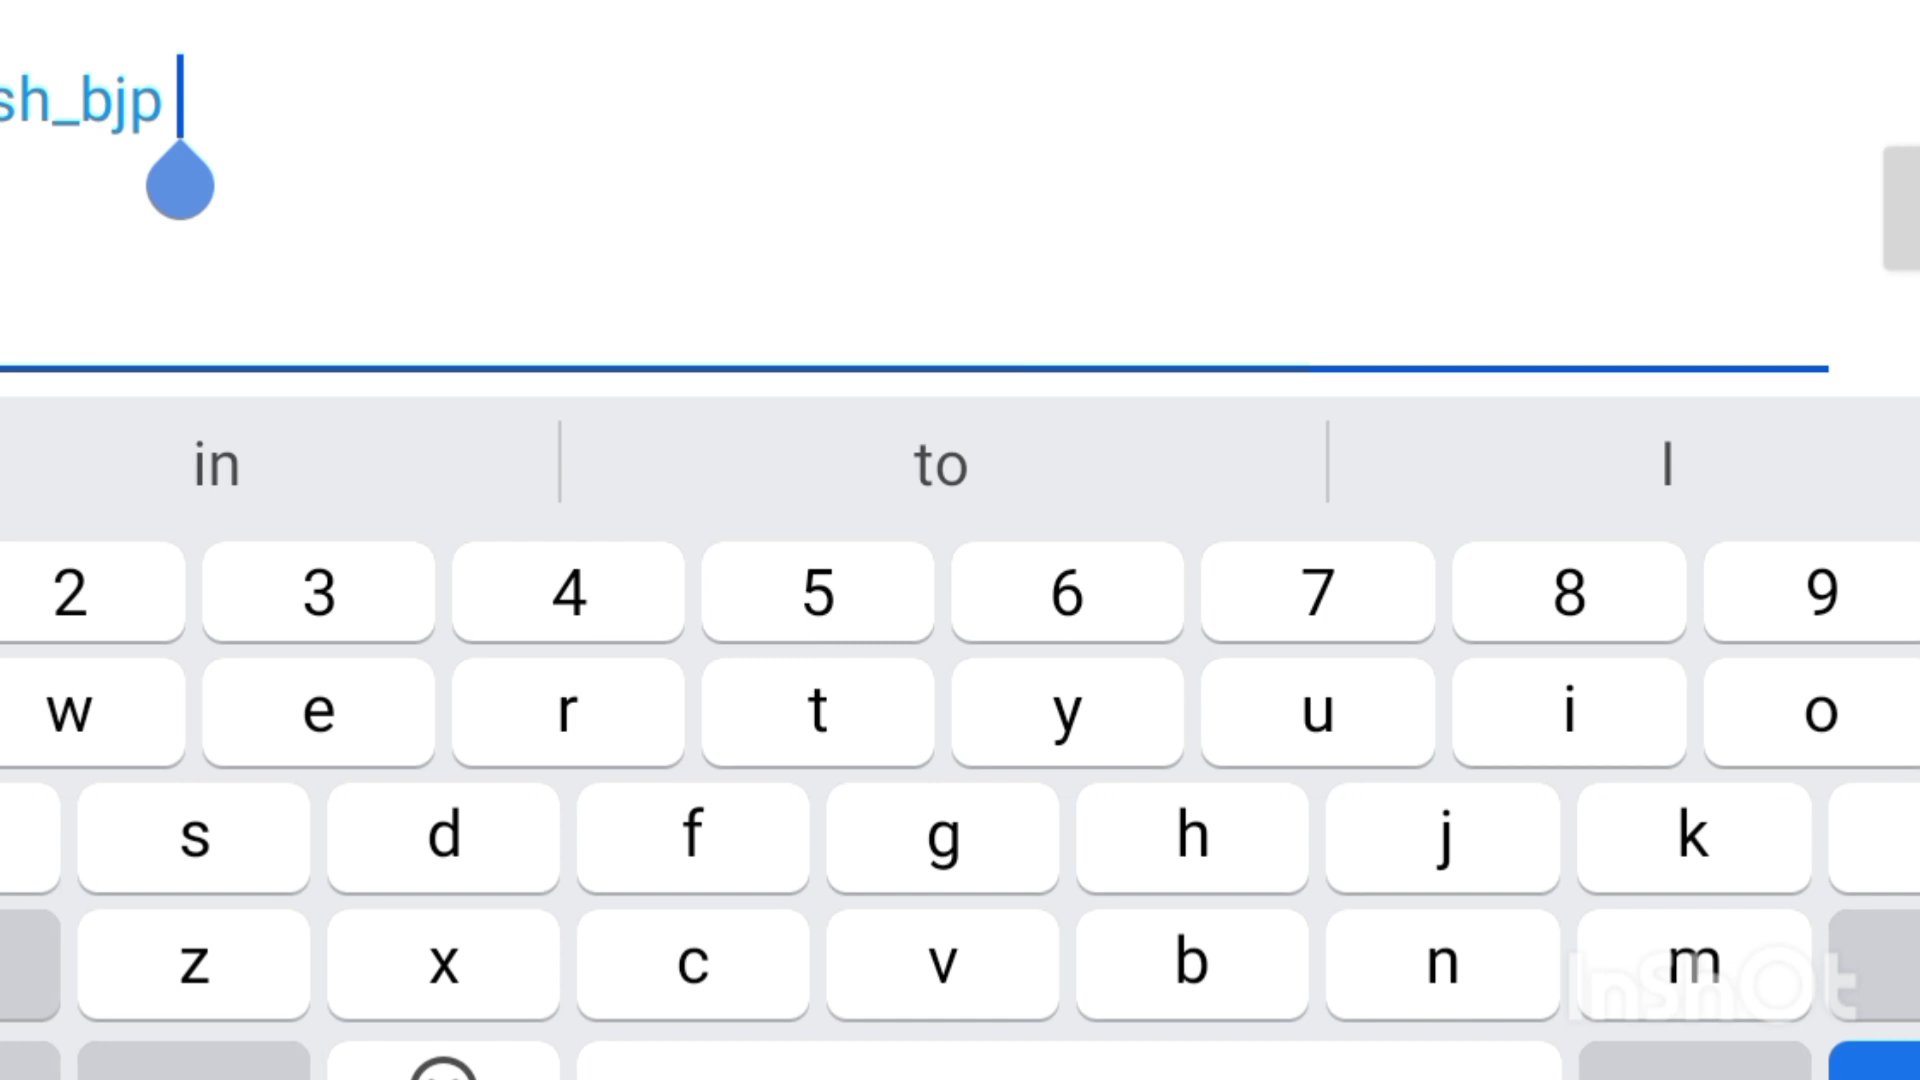 sh_bjp
in to I
2 3 4 5 6 7 8 9
w e r t y u i o
s d f g h j k
z x c v b n m
InShOt